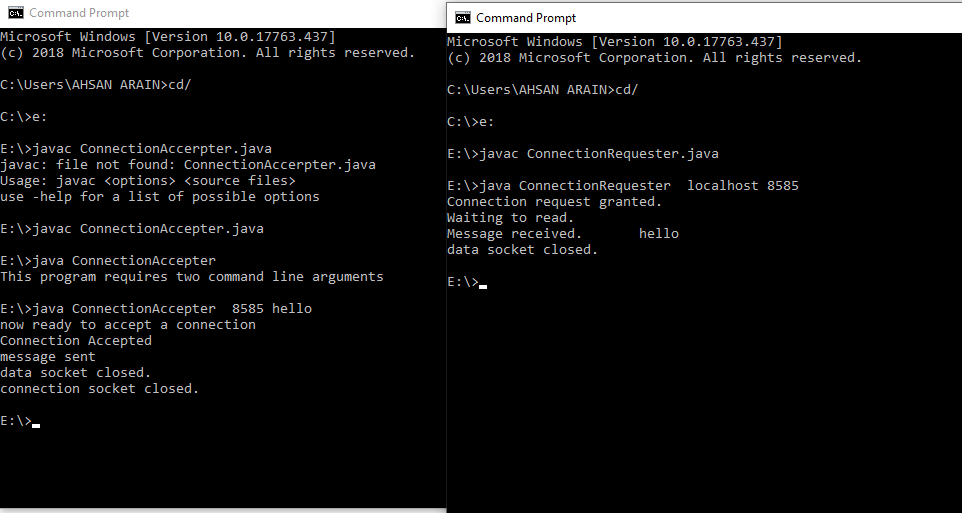 Command Prompt
Microsoft Windows [Version 10.0.17763.437]
(c) 2018 Microsoft Corporation. All rights reserved.
C:\Users\AHSAN ARAIN>cd/
C:\>e:
E:\>javac ConnectionAccerpter.java
javac: file not found: ConnectionAccerpter.java
Usage: javac <options> <source files>
use -help for a list of possible options
E:\>javac ConnectionAccepter.java
E:\>java ConnectionAccepter
This program requires two command line arguments
E:\>java ConnectionAccepter  8585 hello
now ready to accept a connection
Connection Accepted
message sent
data socket closed.
connection socket closed.
E:\>
Command Prompt
Microsoft Windows [Version 10.0.17763.437]
(c) 2018 Microsoft Corporation. All rights reserved.
C:\Users\AHSAN ARAIN>cd/
C:\>e:
E:\>javac ConnectionRequester.java
E:\>java ConnectionRequester  localhost 8585
Connection request granted.
Waiting to read.
Message received.       hello
data socket closed.
E:\>